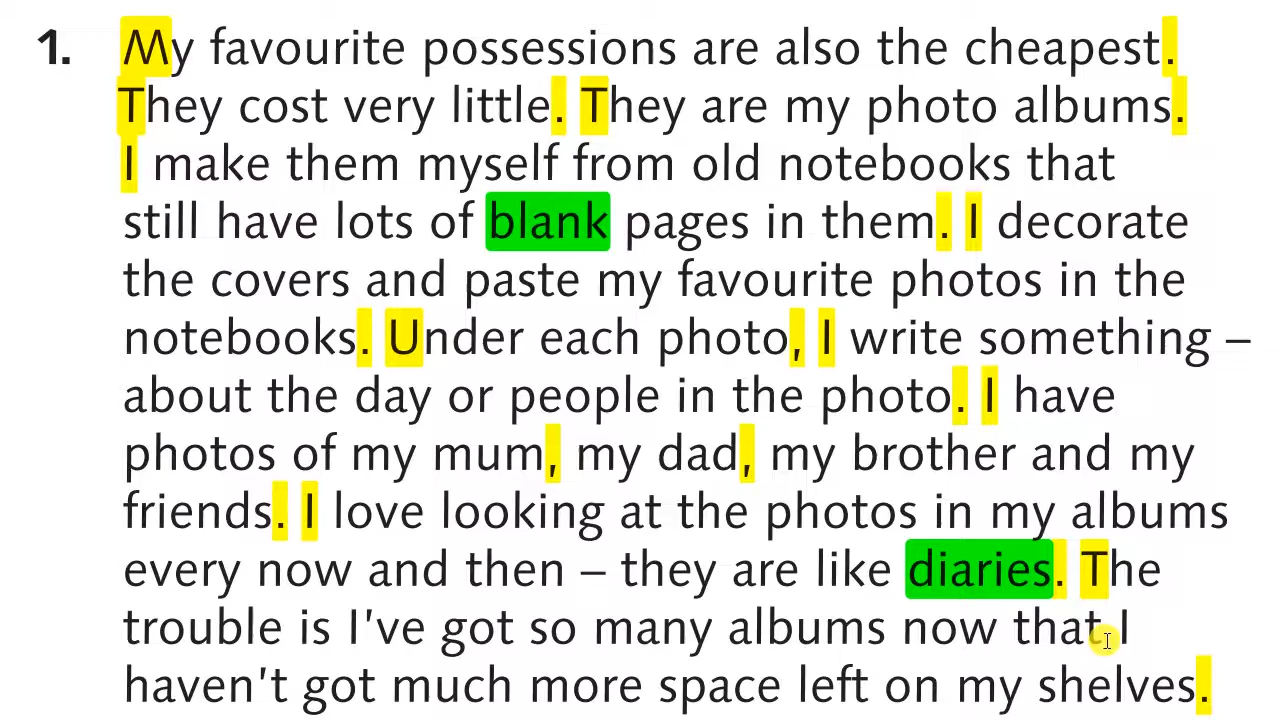 1. My favourite possessions are also the cheapest.
They cost very little. They are my photo albums.
I make them myself from old notebooks that
still have lots of blank pages in them. I decorate
the covers and paste my favourite photos in the
notebooks. Under each photo, I write something –
about the day or people in the photo. I have
photos of my mum, my dad, my brother and my
friends. I love looking at the photos in my albums
every now and then – they are like diaries. The
trouble is I’ve got so many albums now that I
haven’t got much more space left on my shelves.